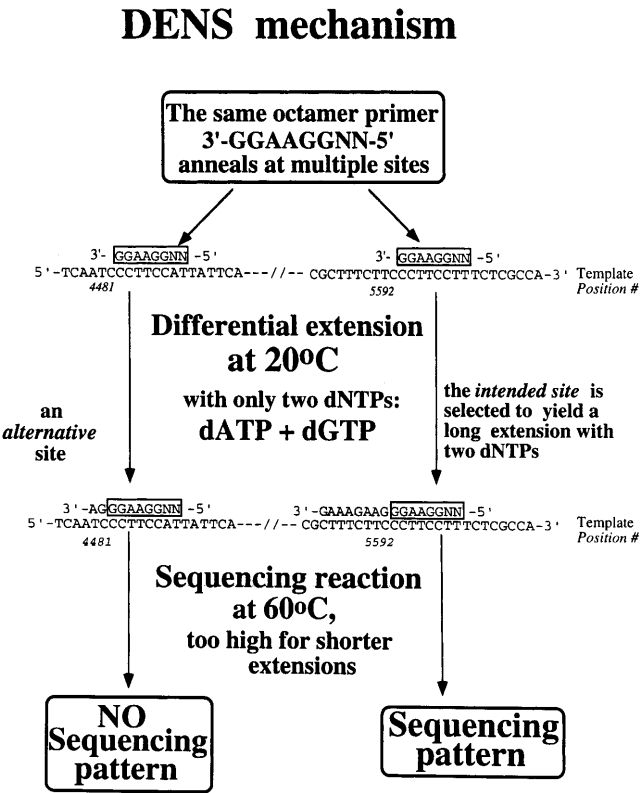 DENS mechanism
The same octamer primer
3'-GGAAGGNN-5'
anneals at multiple sites
3'- GGAAGGNN -5'
3'- GGAAGGNN -5'
5'-TCAATCCCTTCCATTATTCA---//-- CGCTTTCTTCCCTTCCTTTCTCGCCA-3' Template
4481
5592
Position #
Differential extension
at 20°C
with only two dNTPs:
dATP + dGTP
an
alternative
site
the intended site is
selected to yield a
long extension with
two dNTPs
3'-AGGGAAGGNN -5'
3'-GAAAGAAGGGAAGGNN -5'
5'-TCAATCCCTTCCATTATTCA---//-- CGCTTTCTTCCCTTCCTTTCTCGCCA-3' Template
4481
5592
Position #
Sequencing reaction
at 60°C,
too high for shorter
extensions
NO
Sequencing
pattern
Sequencing
pattern